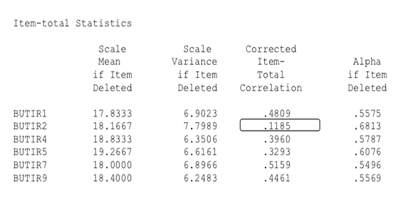 Item-total Statistics
Scale Scale Corrected
Mean Variance Item- Alpha
if Item if Item Total if Item
Deleted Deleted Correlation Deleted
BUTIR1 17.8333 6.9023 .4809 .5575
BUTIR2 18.1667 7.7989 .1185 .6813
BUTIR4 18.8333 6.3506 .3960 .5787
BUTIR5 19.2667 6.6161 .3293 .6076
BUTIR7 18.0000 6.8966 .5159 .5496
BUTIR9 18.4000 6.2483 .4461 .5569